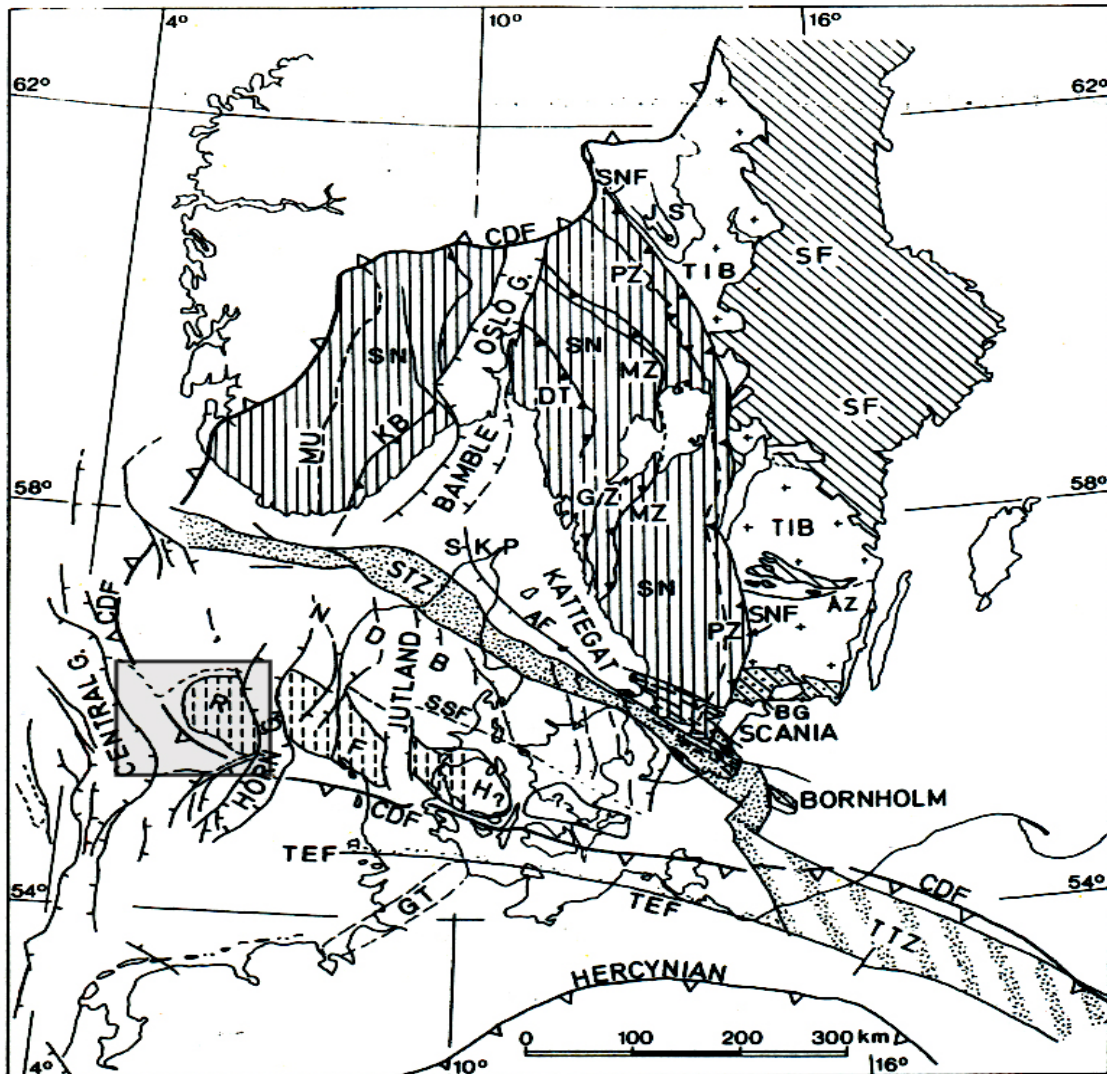 4°
10°
16°
62°
62°
SNF
JS
CDF
SF
PZ
TIB
OSLO G.
SN
SN
MZ
DT
SF
MU
KB
BAMBLE
58°
58°
GZ
MZ
TIB
S K P
STZ
KATTEGAT
SN
AZ
SNF
CDF
AF
PZ
N
D
B
CENTRAL G.
JUTLAND
SSF
R
BG
SCANIA
HORN G.
F
H
BORNHOLM
CDF
TEF
CDF
54°
54°
GT
TEF
TTZ
HERCYNIAN
0 100 200 300 km
4°
10°
16°